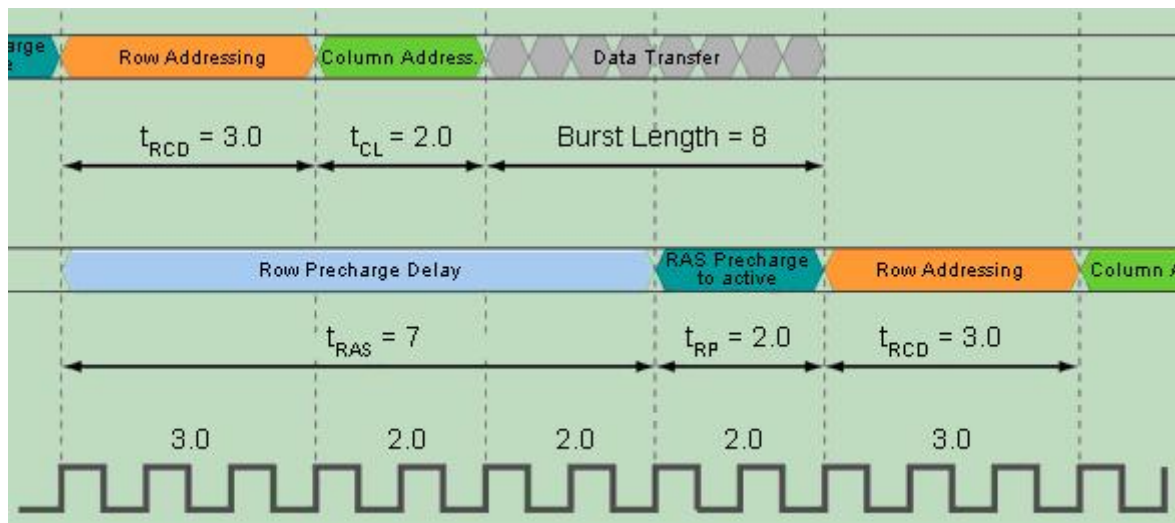 arge
Row Addressing
Column Address.
Data Transfer
tRCD = 3.0
tCL = 2.0
Burst Length = 8
Row Precharge Delay
RAS Precharge
to active
Row Addressing
Column A
tRAS = 7
tRP = 2.0
tRCD = 3.0
3.0
2.0
2.0
2.0
3.0